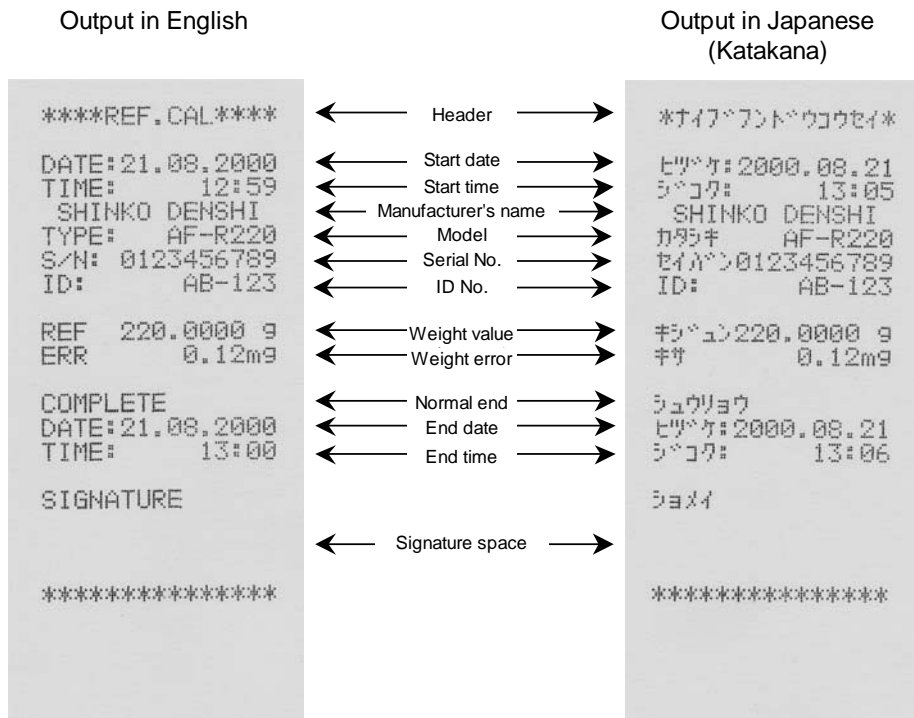 Output in English
****REF.CAL****
DATE:21.08.2000
TIME: 12:59
SHINKO DENSHI
TYPE: AF-R220
S/N: 0123456789
ID: AB-123
REF 220.0000 g
ERR 0.12mg
COMPLETE
DATE:21.08.2000
TIME: 13:00
SIGNATURE
***************
Header
Start date
Start time
Manufacturer's name
Model
Serial No.
ID No.
Weight value
Weight error
Normal end
End date
End time
Signature space
Output in Japanese
(Katakana)
*ナイブフンドウコウセイ*
ヒヅケ:2000.08.21
ジコク: 13:05
SHINKO DENSHI
カタシキ AF-R220
セイバン0123456789
ID: AB-123
キジュン220.0000 g
キサ 0.12mg
シュウリョウ
ヒヅケ:2000.08.21
ジコク: 13:06
ショメイ
***************